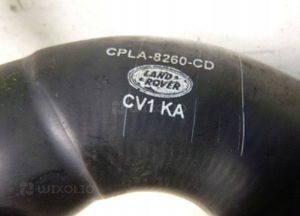 CPLA-8260-CD
LAND
ROVER
CV1 KA